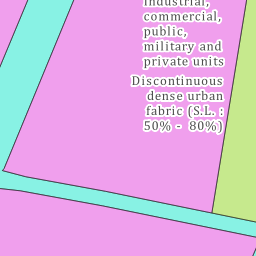 industrial,
commercial,
public,
military and
private units
Discontinuous
dense urban
fabric (S.L. :
50% - 80%)